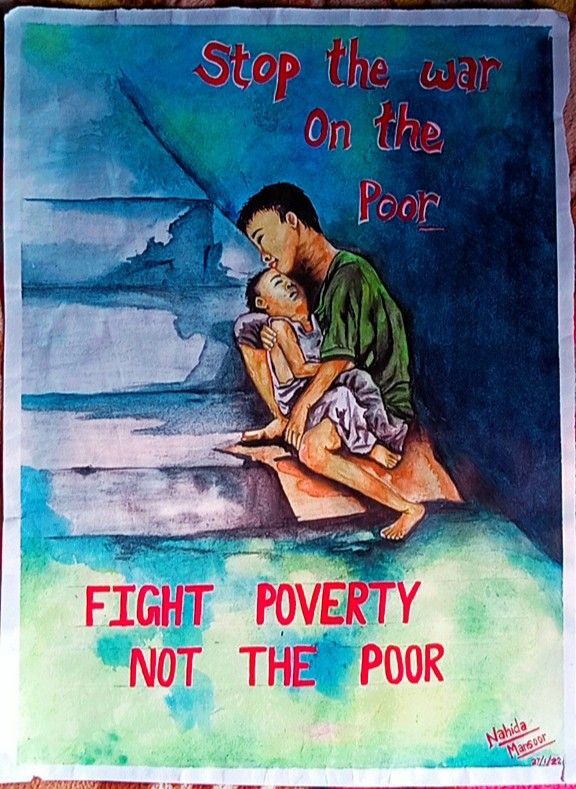 Stop the war
On the
Poor
FIGHT POVERTY
NOT THE POOR
Nahida
Mansoor
27/1/22